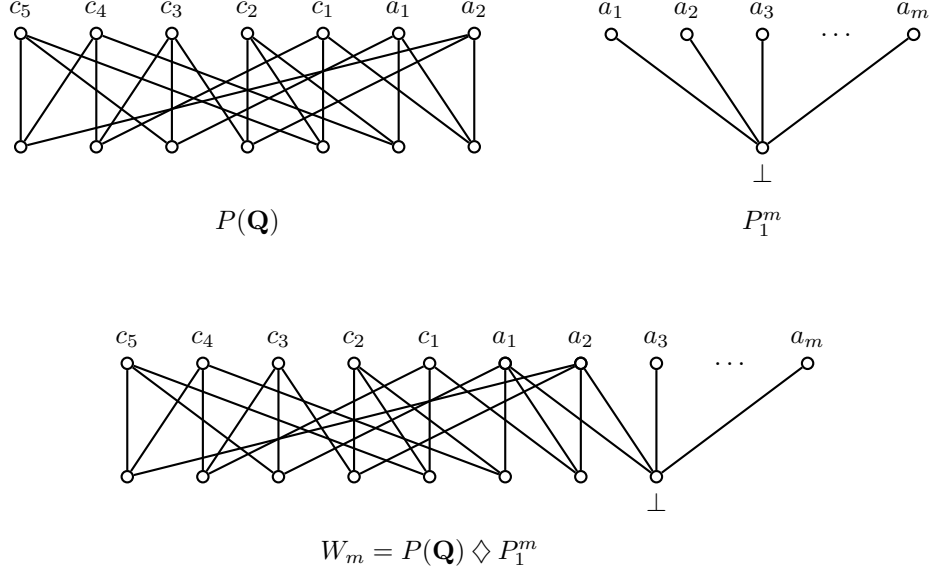 c₅ c₄ c₃ c₂ c₁ a₁ a₂
a₁ a₂ a₃ ⋯ aₘ
⊥
P(𝐐)
P₁ᵐ
c₅ c₄ c₃ c₂ c₁ a₁ a₂ a₃ ⋯ aₘ
⊥
Wₘ = P(𝐐) ◇ P₁ᵐ